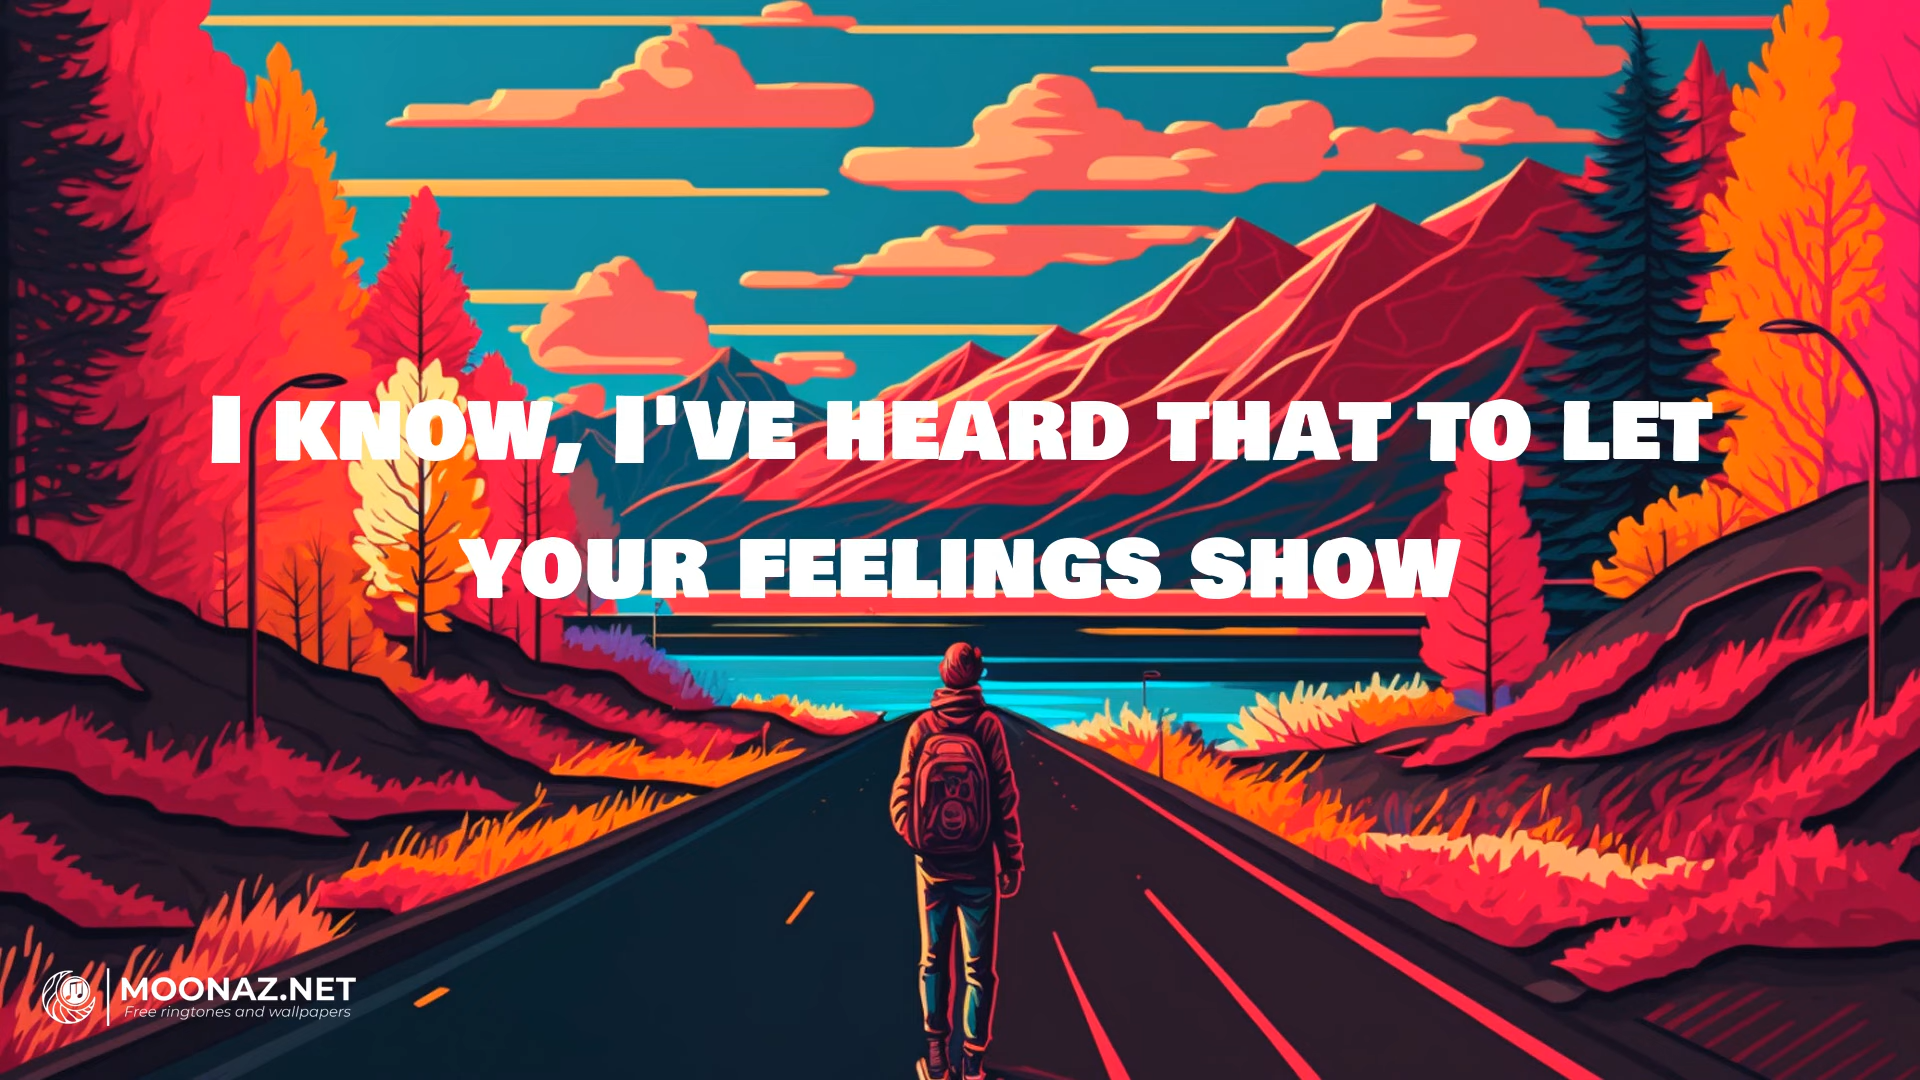 I know, I've heard that to let
your feelings show
MOONAZ.NET
Free ringtones and wallpapers